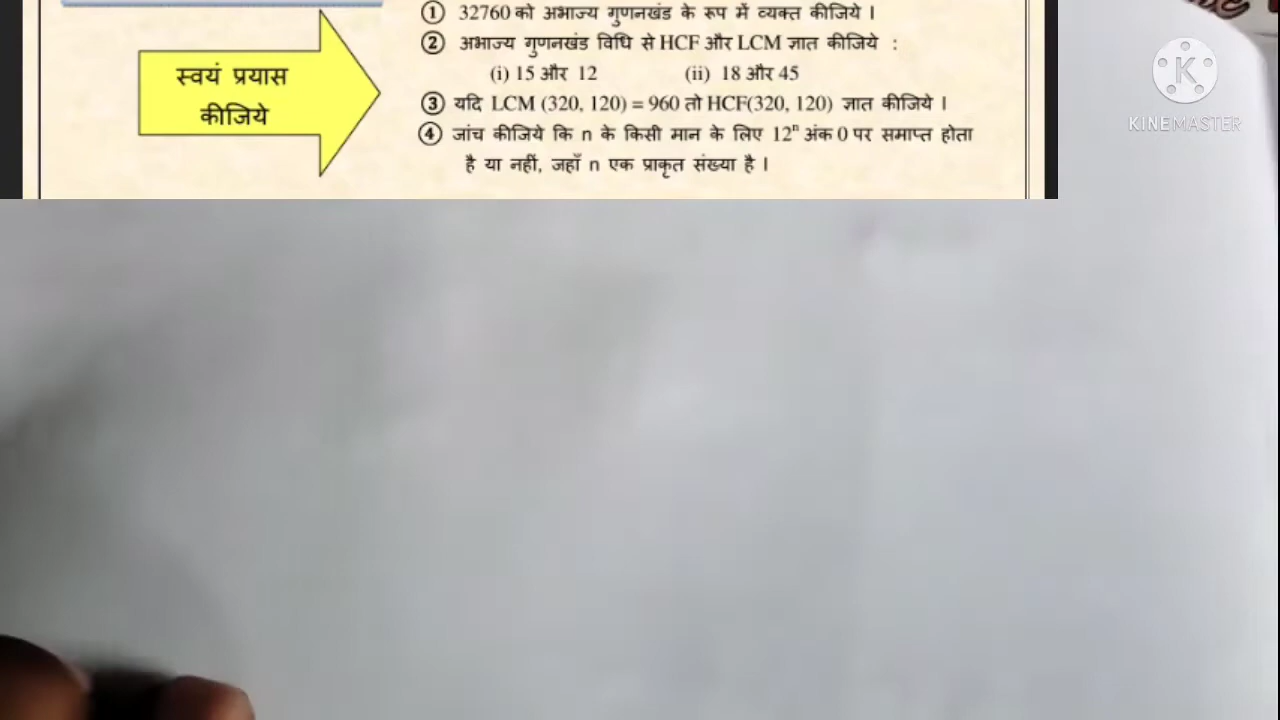 स्वयं प्रयास
कीजिये
① 32760 को अभाज्य गुणनखंड के रूप में व्यक्त कीजिये ।
② अभाज्य गुणनखंड विधि से HCF और LCM ज्ञात कीजिये :
(i) 15 और 12 (ii) 18 और 45
③ यदि LCM (320, 120) = 960 तो HCF(320, 120) ज्ञात कीजिये ।
④ जांच कीजिये कि n के किसी मान के लिए 12ⁿ अंक 0 पर समाप्त होता
है या नहीं, जहाँ n एक प्राकृत संख्या है ।
K
KINEMASTER